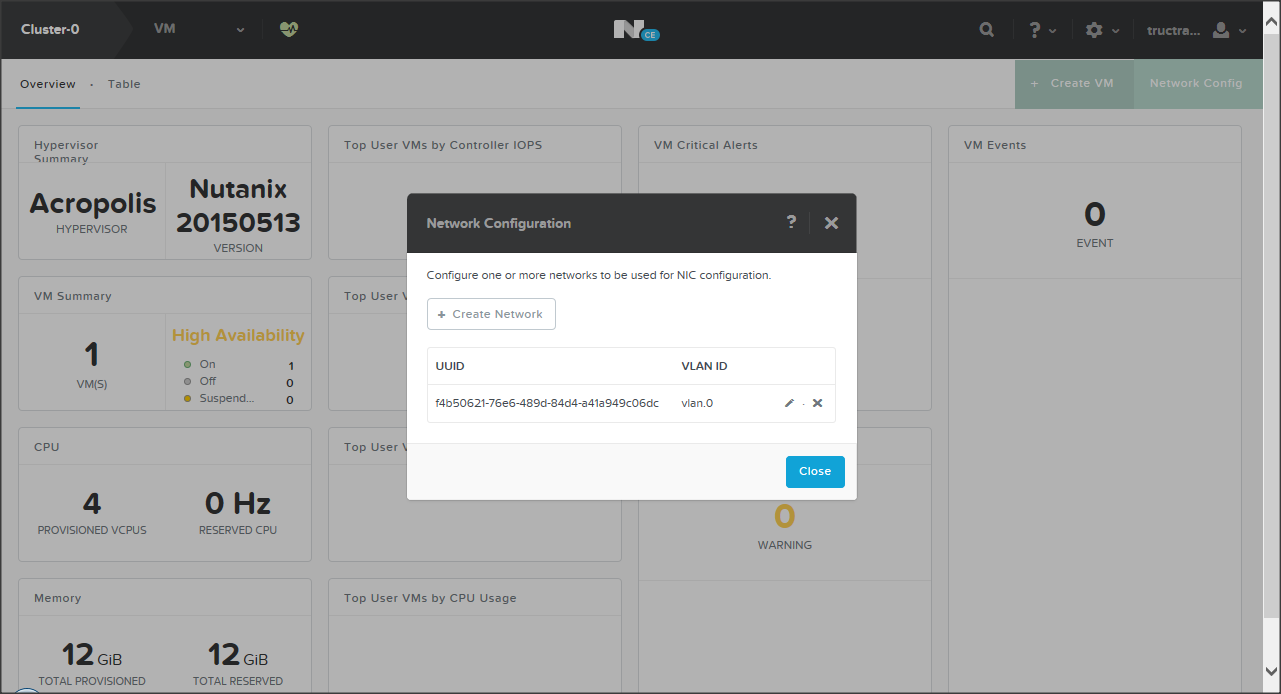 Cluster-0
VM
N CE
?
tructra...
Overview · Table
+ Create VM
Network Config
Hypervisor
Summary
Acropolis
HYPERVISOR
Nutanix
20150513
VERSION
Top User VMs by Controller IOPS
VM Critical Alerts
VM Events
0
EVENT
Network Configuration
?
Configure one or more networks to be used for NIC configuration.
+ Create Network
UUID VLAN ID
f4b50621-76e6-489d-84d4-a41a949c06dc vlan.0
Close
VM Summary
1
VM(S)
High Availability
On 1
Off 0
Suspend... 0
Top User V
CPU
4
PROVISIONED VCPUS
0 Hz
RESERVED CPU
Top User V
0
WARNING
Memory
12 GiB
TOTAL PROVISIONED
12 GiB
TOTAL RESERVED
Top User VMs by CPU Usage